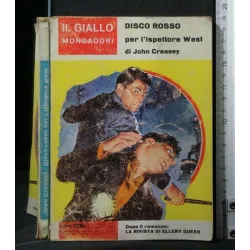 IL GIALLO
MONDADORI
DISCO ROSSO
per l'ispettore West
di John Creasey
Dopo il romanzo:
LA RIVISTA DI ELLERY QUEEN